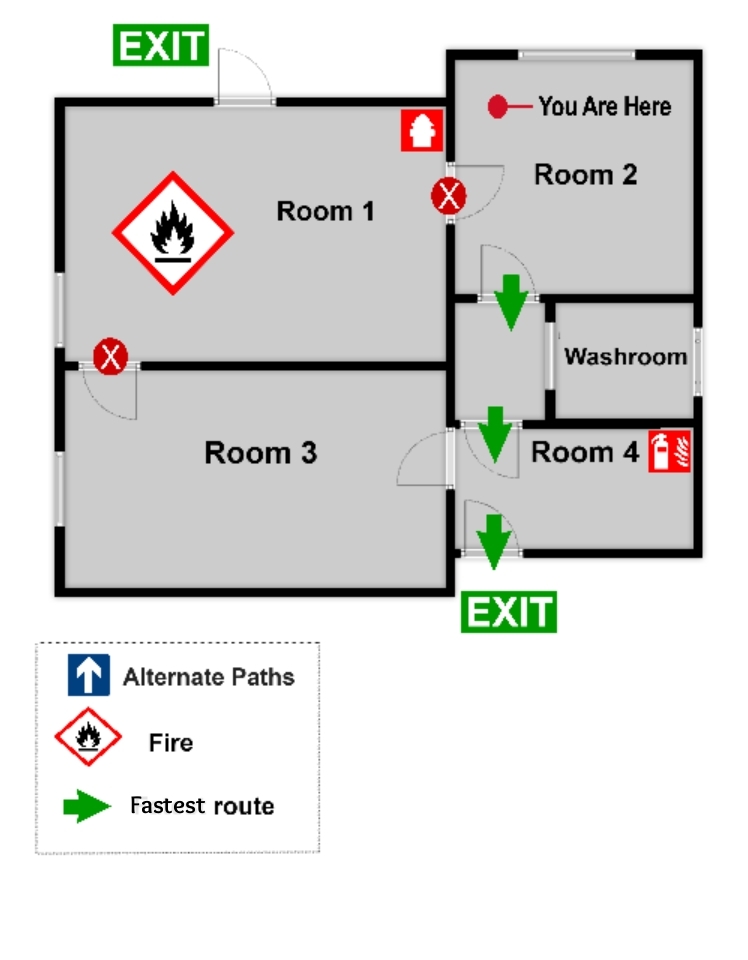 EXIT
You Are Here
Room 2
X
Room 1
X
Washroom
Room 3
Room 4
EXIT
Alternate Paths
Fire
Fastest route